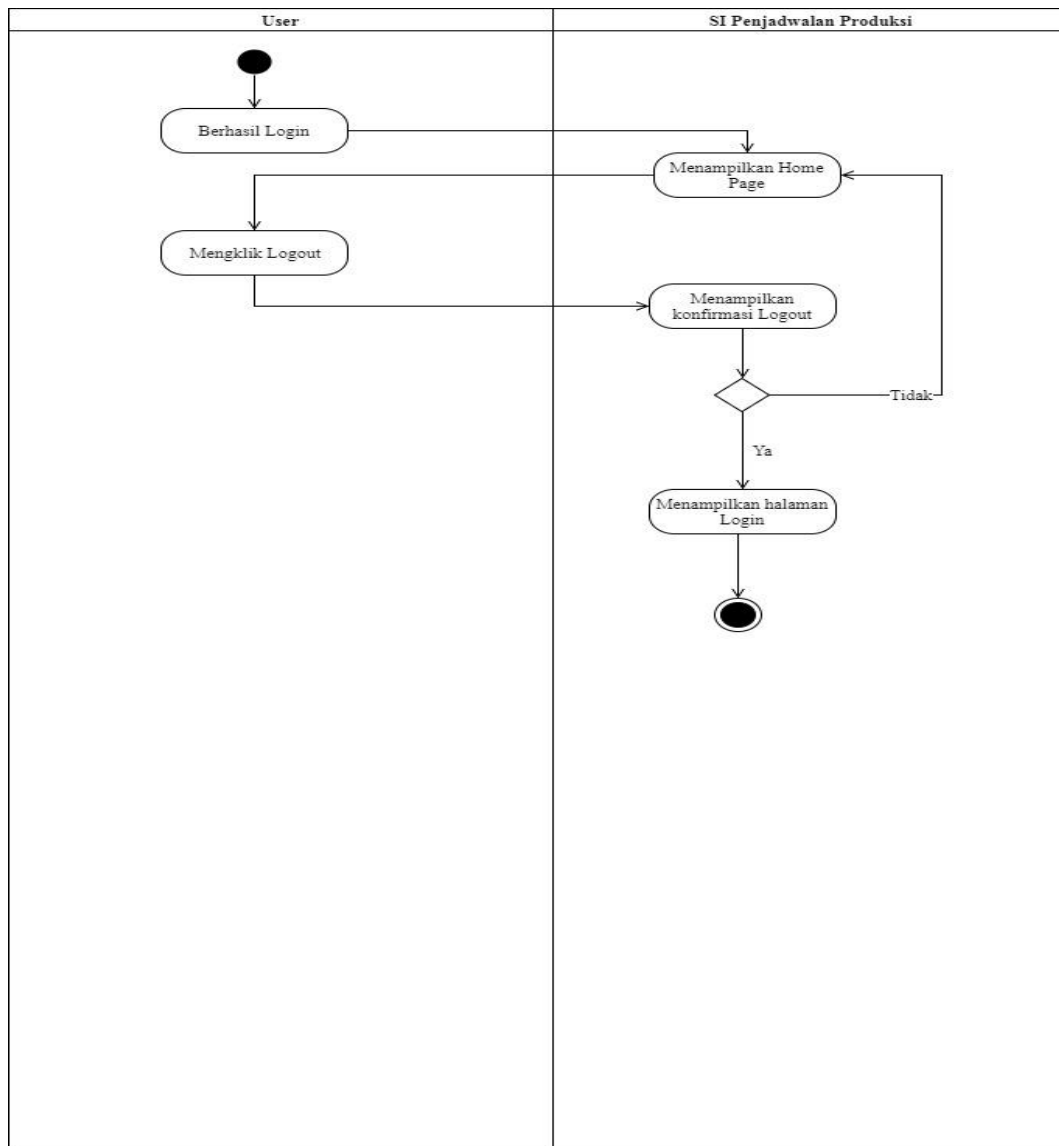 User
SI Penjadwalan Produksi
Berhasil Login
Menampilkan Home
Page
Mengklik Logout
Menampilkan
konfirmasi Logout
Tidak
Ya
Menampilkan halaman
Login